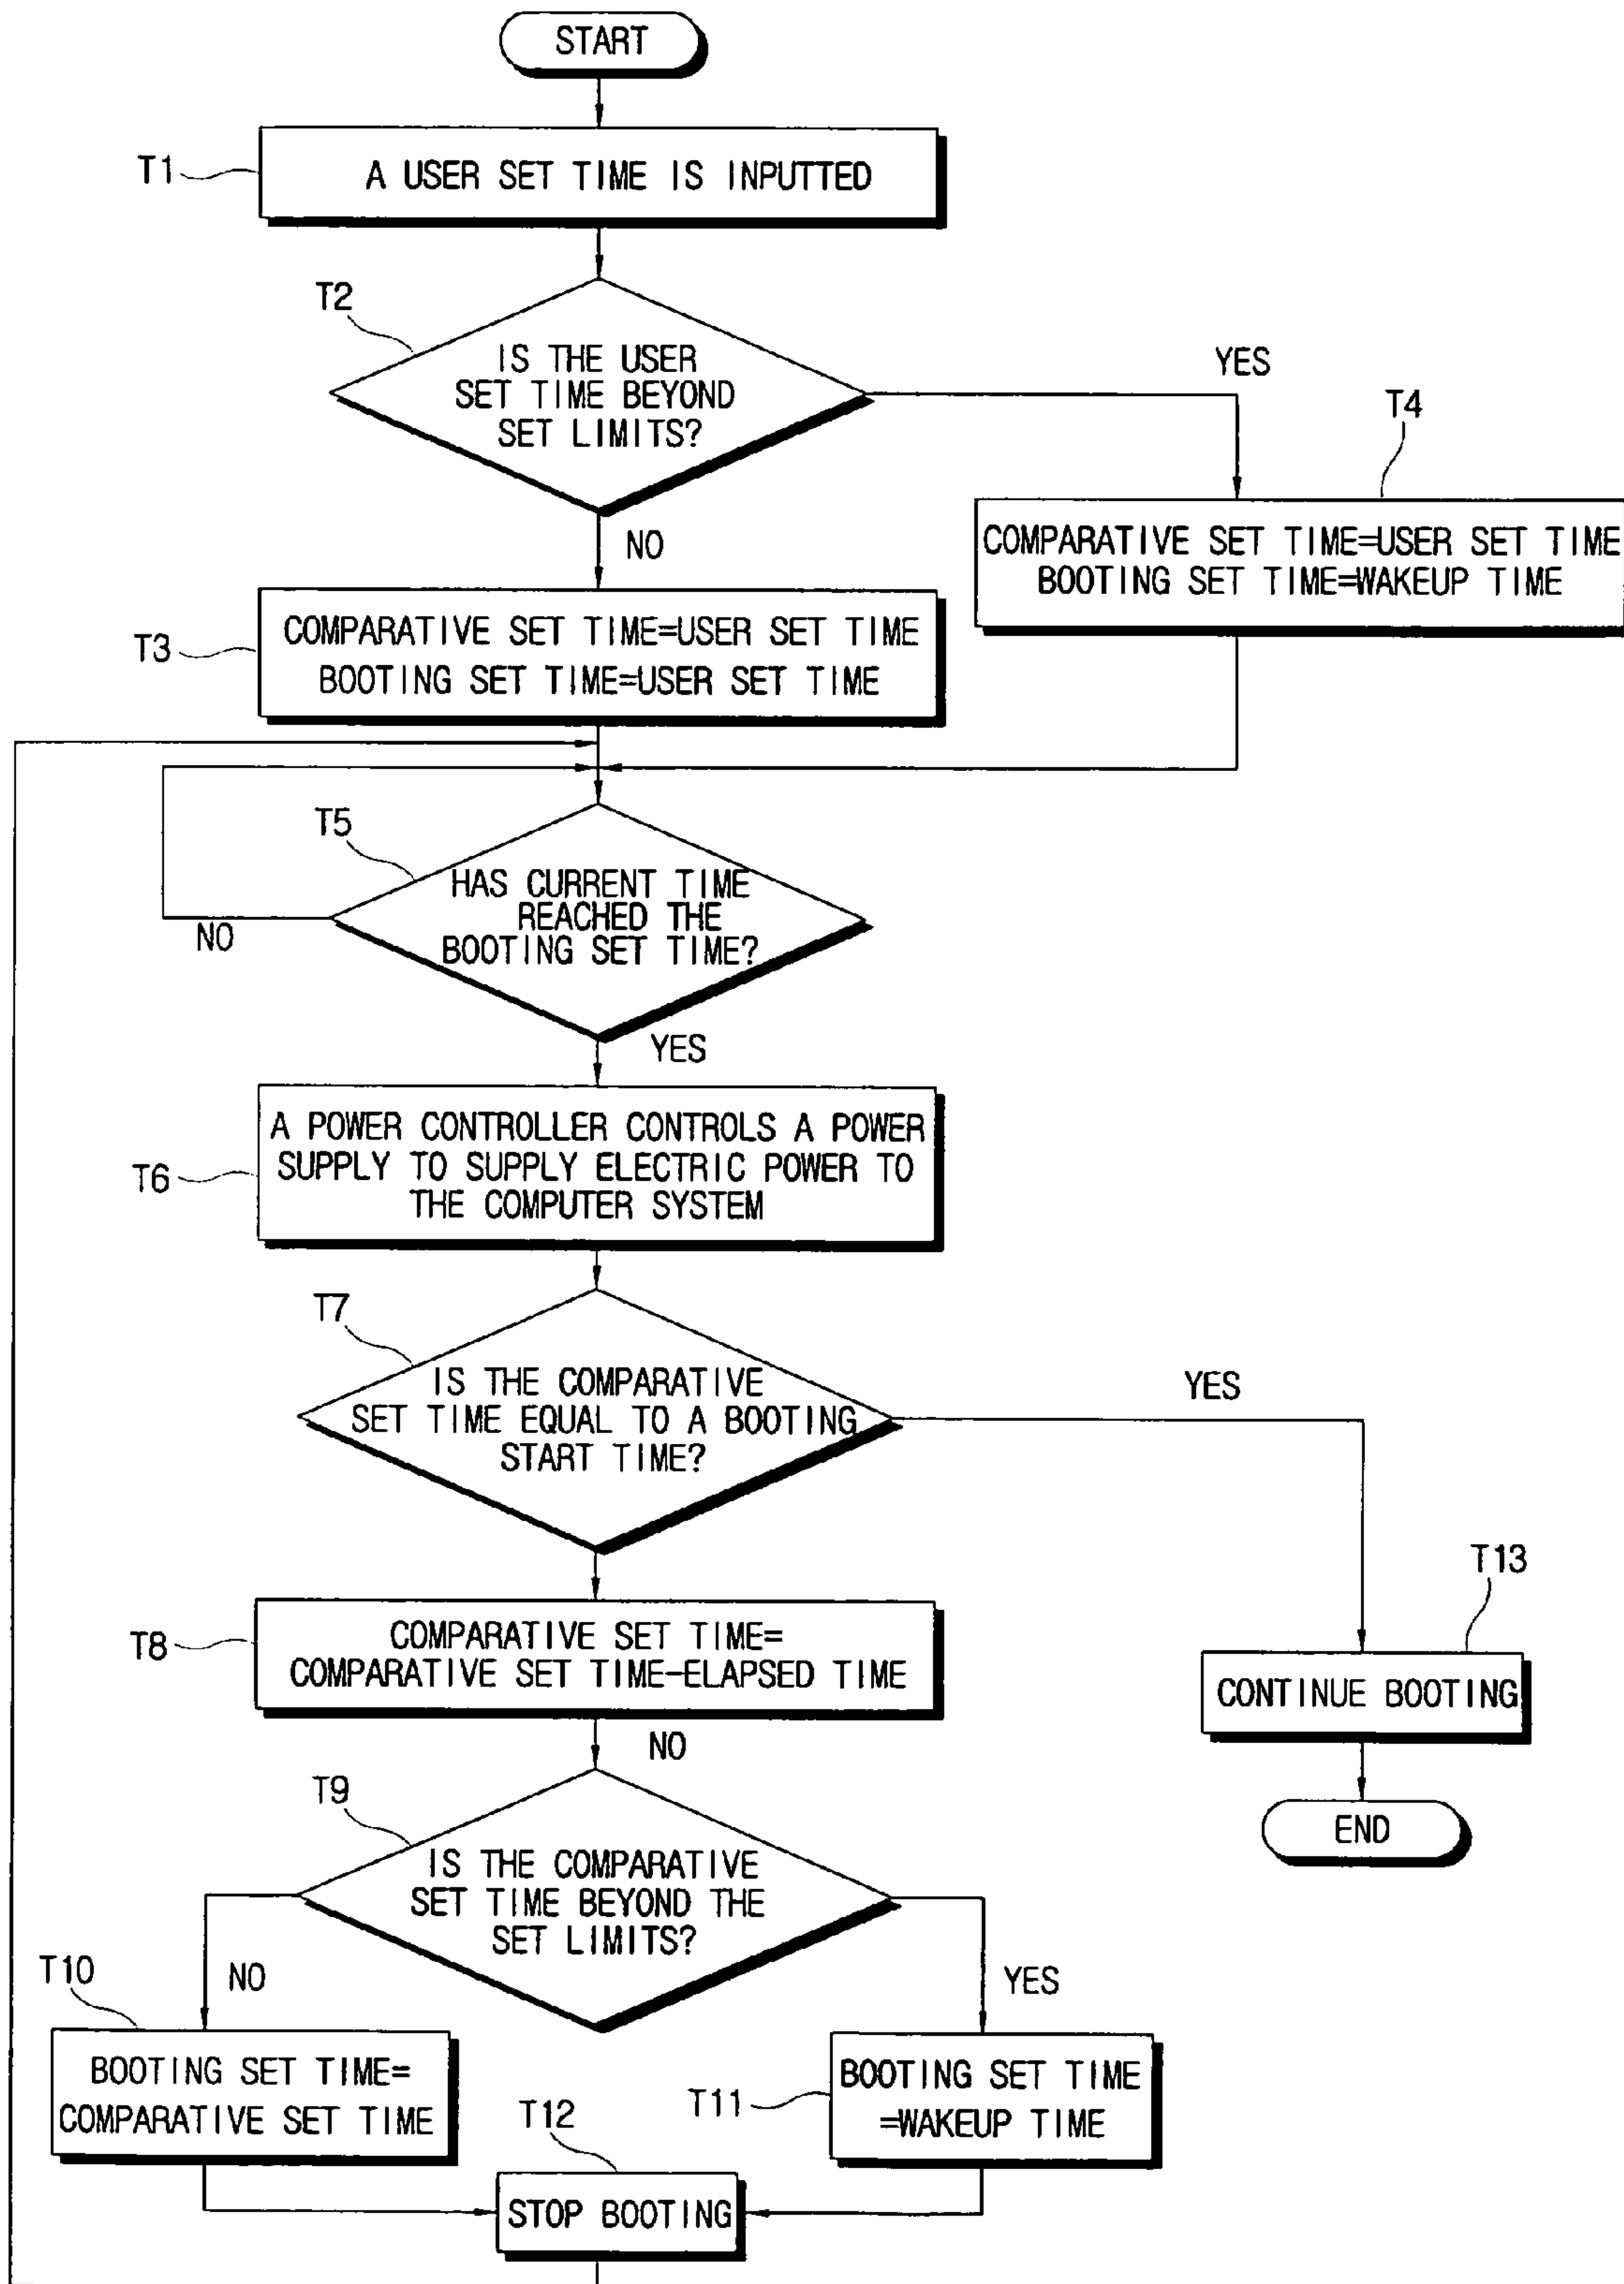 START
T1
A USER SET TIME IS INPUTTED
T2
IS THE USER
SET TIME BEYOND
SET LIMITS?
YES
T4
NO
COMPARATIVE SET TIME=USER SET TIME
BOOTING SET TIME=WAKEUP TIME
T3
COMPARATIVE SET TIME=USER SET TIME
BOOTING SET TIME=USER SET TIME
T5
HAS CURRENT TIME
REACHED THE
BOOTING SET TIME?
NO
YES
T6
A POWER CONTROLLER CONTROLS A POWER
SUPPLY TO SUPPLY ELECTRIC POWER TO
THE COMPUTER SYSTEM
T7
IS THE COMPARATIVE
SET TIME EQUAL TO A BOOTING
START TIME?
YES
T13
T8
COMPARATIVE SET TIME=
COMPARATIVE SET TIME-ELAPSED TIME
CONTINUE BOOTING
NO
T9
END
IS THE COMPARATIVE
SET TIME BEYOND THE
SET LIMITS?
T10
NO
YES
BOOTING SET TIME=
COMPARATIVE SET TIME
T11
BOOTING SET TIME
=WAKEUP TIME
T12
STOP BOOTING